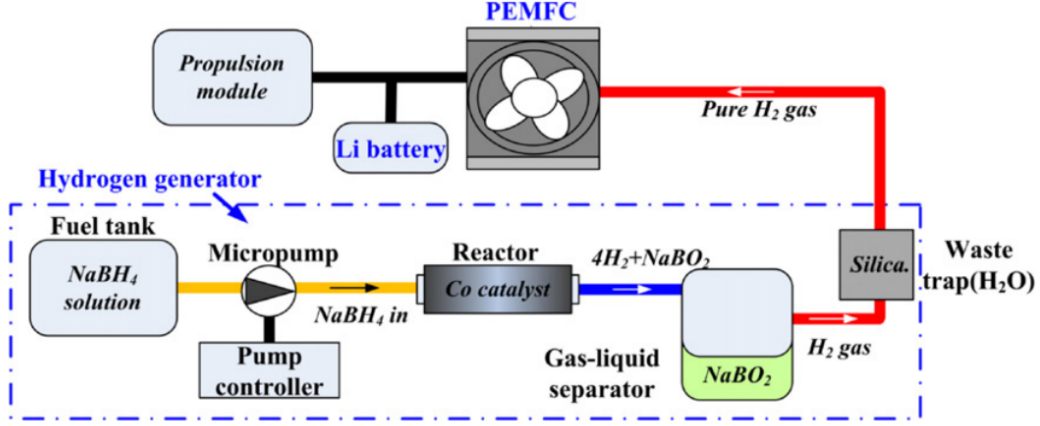 PEMFC
Propulsion
module
Pure H₂ gas
Li battery
Hydrogen generator
Fuel tank
NaBH₄
solution
Micropump
NaBH₄ in
Pump
controller
Reactor
Co catalyst
4H₂+NaBO₂
Gas-liquid
separator
NaBO₂
H₂ gas
Silica.
Waste
trap(H₂O)